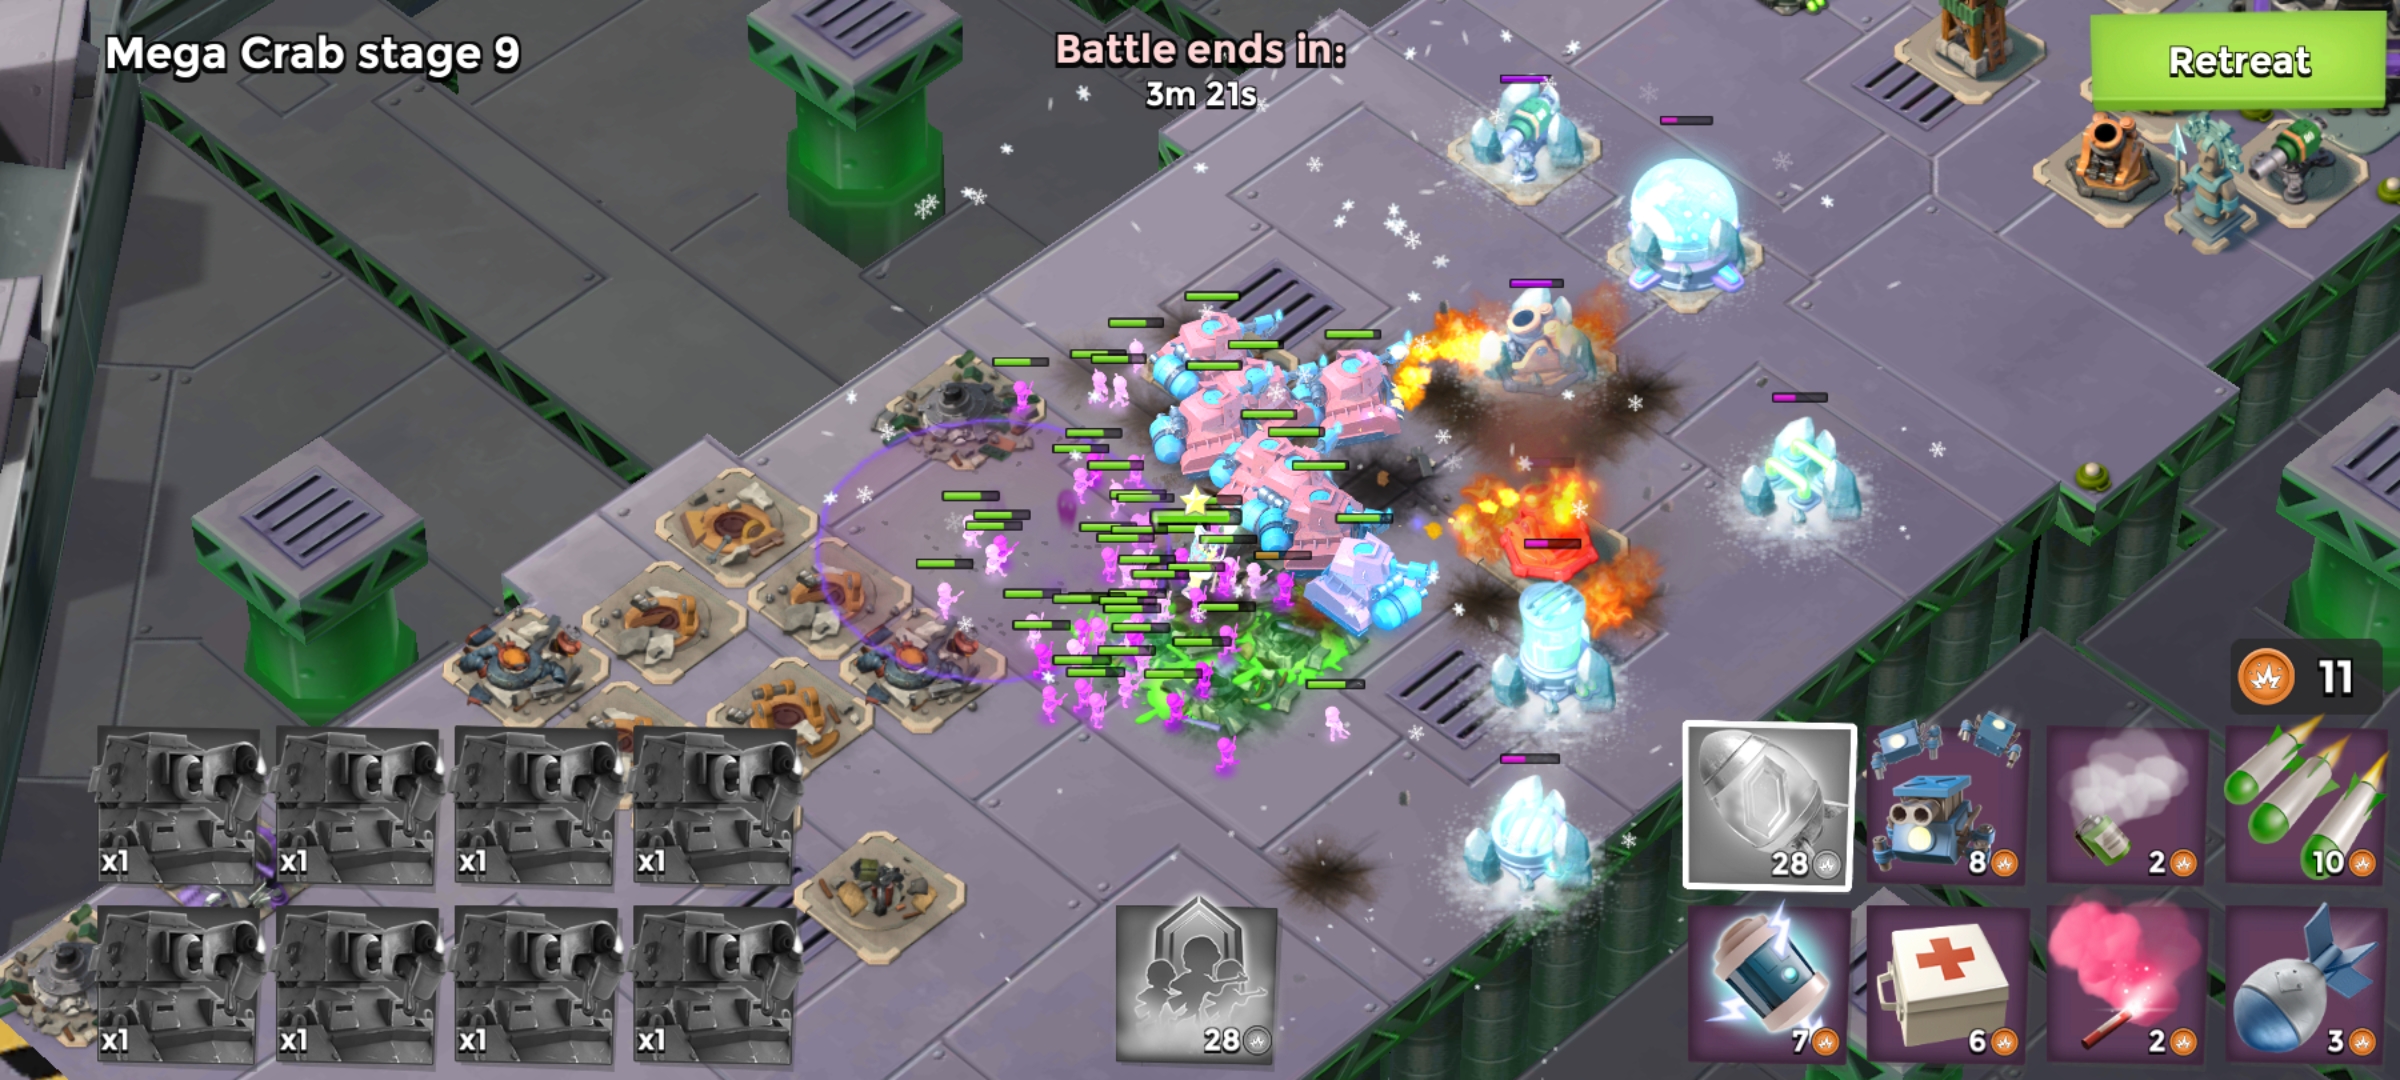 Mega Crab stage 9
Battle ends in:
3m 21s
Retreat
11
x1
x1
x1
x1
28
8
2
10
x1
x1
x1
x1
28
7
6
2
3